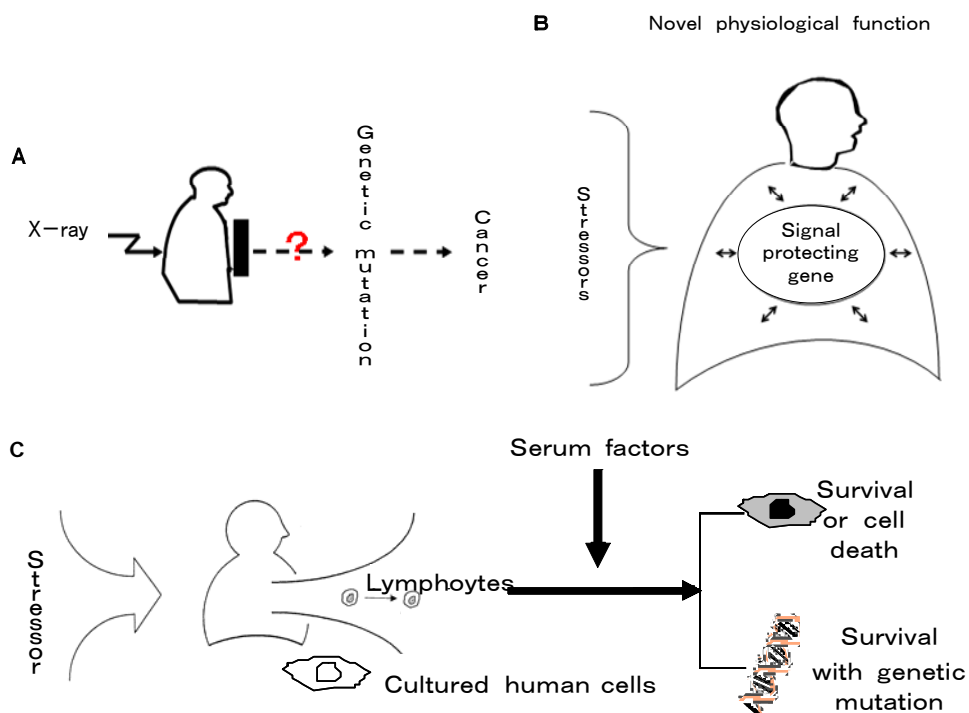 A
X-ray
?
Genetic mutation
Cancer
B
Novel physiological function
Stressors
Signal
protecting
gene
C
Stressor
Lymphoytes
Cultured human cells
Serum factors
Survival
or cell
death
Survival
with genetic
mutation